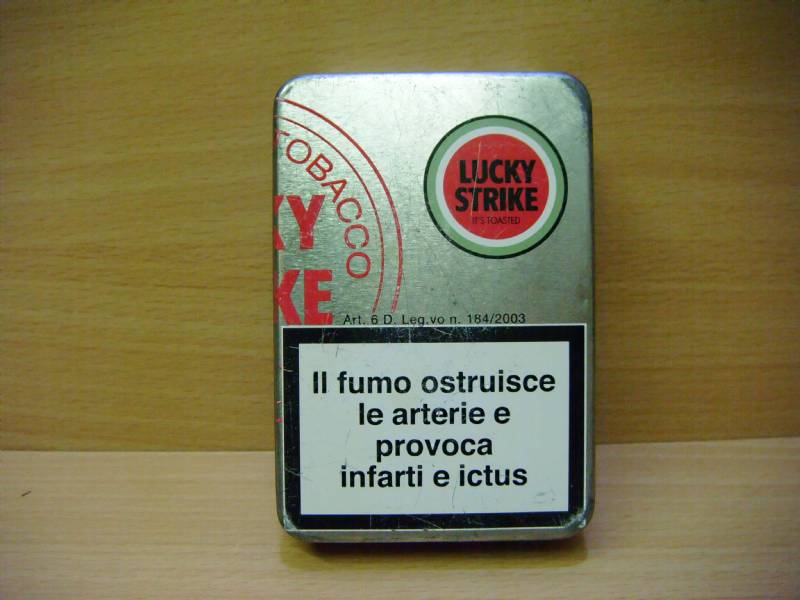 TOBACCO
KY
KE
LUCKY
STRIKE
IT'S TOASTED
Art. 6 D. Leg.vo n. 184/2003
Il fumo ostruisce
le arterie e
provoca
infarti e ictus